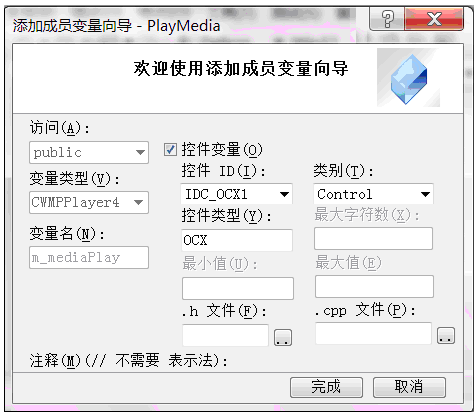 添加成员变量向导 - PlayMedia
欢迎使用添加成员变量向导
访问(A):
public
控件变量(O)
变量类型(V):
控件 ID(I):
类别(T):
CWMPPlayer4
IDC_OCX1
Control
变量名(N):
控件类型(Y):
最大字符数(X):
m_mediaPlay
OCX
最小值(U):
最大值(E)
.h 文件(F):
.cpp 文件(P):
..
..
注释(M)(// 不需要 表示法):
完成
取消